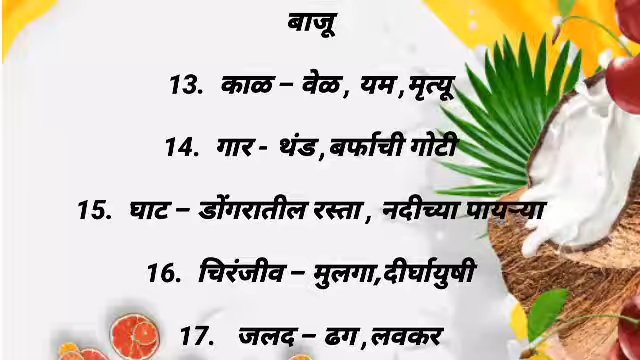 बाजू
13. काळ – वेळ , यम ,मृत्यू
14. गार - थंड ,बर्फाची गोटी
15. घाट – डोंगरातील रस्ता , नदीच्या पायऱ्या
16. चिरंजीव – मुलगा,दीर्घायुषी
17. जलद – ढग ,लवकर